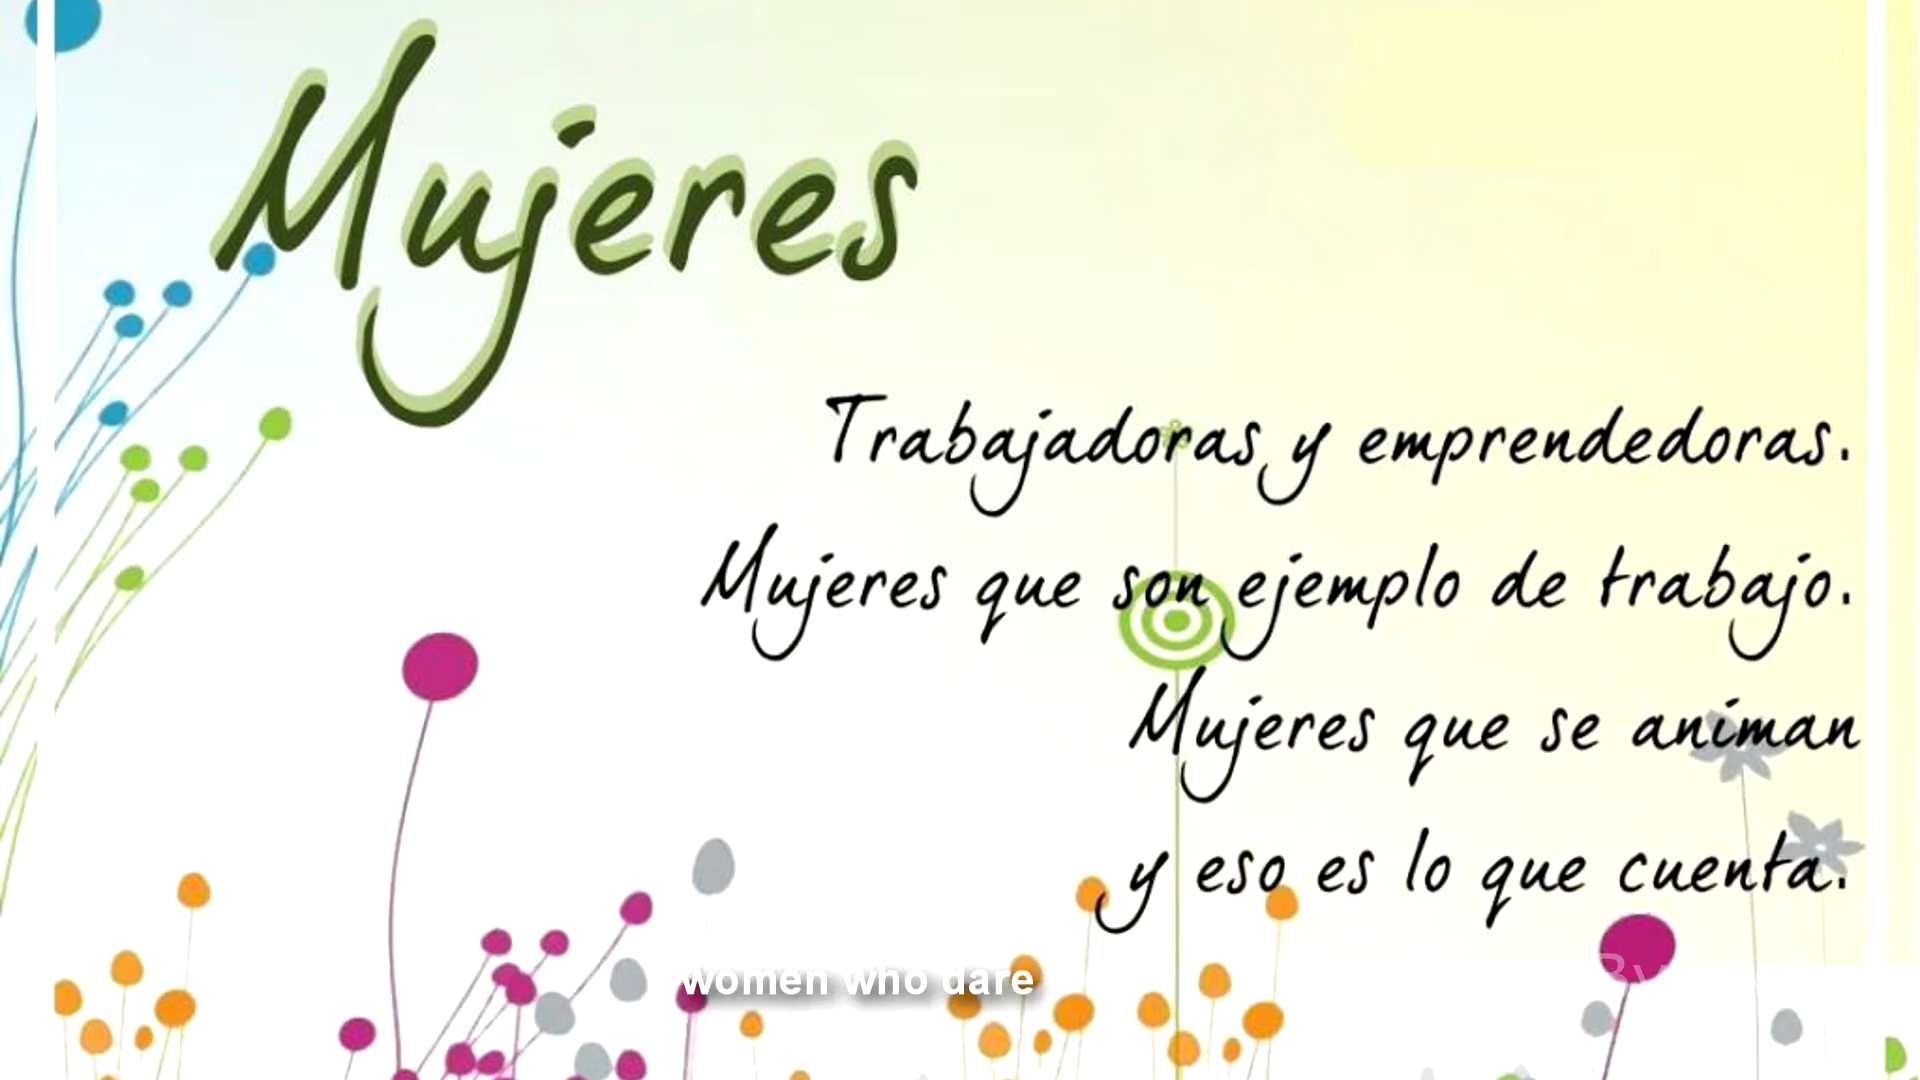 Mujeres
Trabajadoras y emprendedoras.
Mujeres que son ejemplo de trabajo.
Mujeres que se animan
y eso es lo que cuenta.
women who dare
By